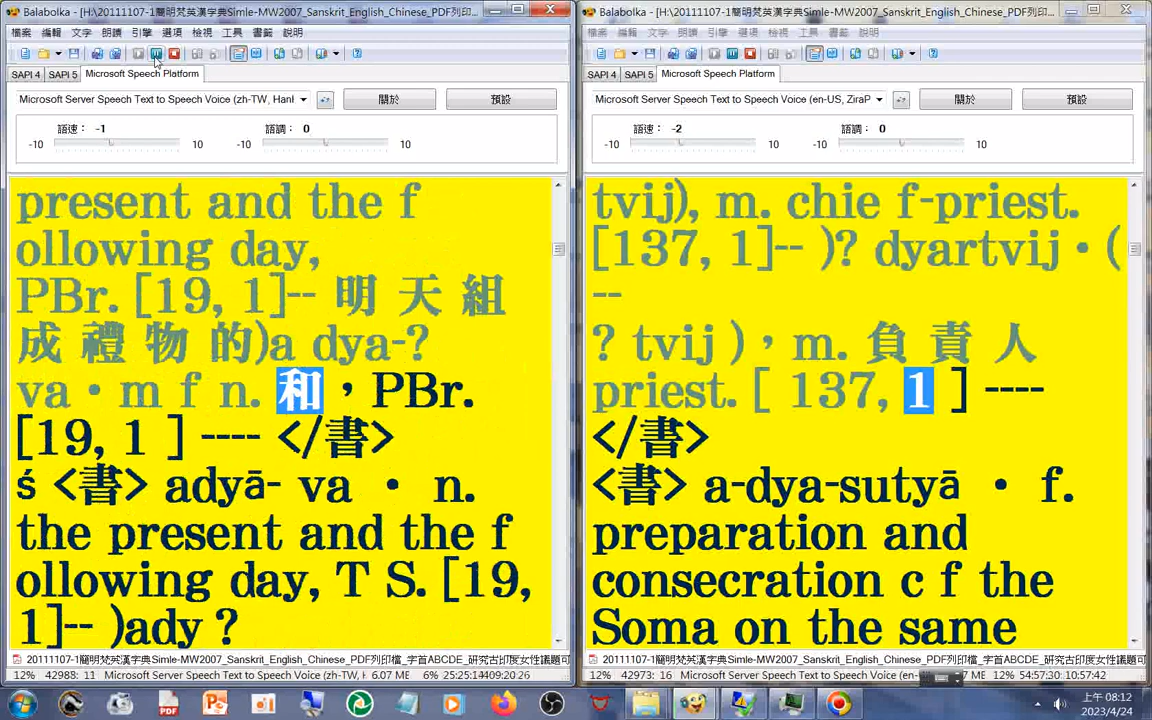 Balabolka - [H:\20111107-1簡明梵英漢字典Simle-MW2007_Sanskrit_English_Chinese_PDF列印...
檔案 編輯 文字 朗讀 引擎 選項 檢視 工具 書籤 說明
SAPI 4 SAPI 5 Microsoft Speech Platform
Microsoft Server Speech Text to Speech Voice (zh-TW, HanI 關於 預設
語速： -1 語調： 0
-10 10 -10 10
present and the f
ollowing day,
PBr. [19, 1]-- 明 天 組
成 禮 物 的)a dya-?
va • m f n. 和，PBr.
[19, 1 ] ---- </書>
ś <書> adyā- va • n.
the present and the f
ollowing day, T S. [19,
1]-- )ady ?
20111107-1簡明梵英漢字典Simle-MW2007_Sanskrit_English_Chinese_PDF列印檔_字首ABCDE_研究古印度女性議題可
12% 42988: 11 Microsoft Server Speech Text to Speech Voice (zh-TW, H 6.07 MB 6%
Balabolka - [H:\20111107-1簡明梵英漢字典Simle-MW2007_Sanskrit_English_Chinese_PDF列印...
檔案 編輯 文字 朗讀 引擎 選項 檢視 工具 書籤 說明
SAPI 4 SAPI 5 Microsoft Speech Platform
Microsoft Server Speech Text to Speech Voice (en-US, ZiraP 關於 預設
語速： -2 語調： 0
-10 10 -10 10
tvij), m. chie f-priest.
[137, 1]-- )? dyartvij • (
--
? tvij )，m. 負 責 人
priest. [ 137, 1 ] ----
</書>
<書> a-dya-sutyā • f.
preparation and
consecration c f the
Soma on the same
20111107-1簡明梵英漢字典Simle-MW2007_Sanskrit_English_Chinese_PDF列印檔_字首ABCDE_研究古印度女性議題可
12% 42973: 16 Microsoft Server Speech Text to Speech Voice (en-U 12% 54:57:30 10:57:42
上午 08:12
2023/4/24